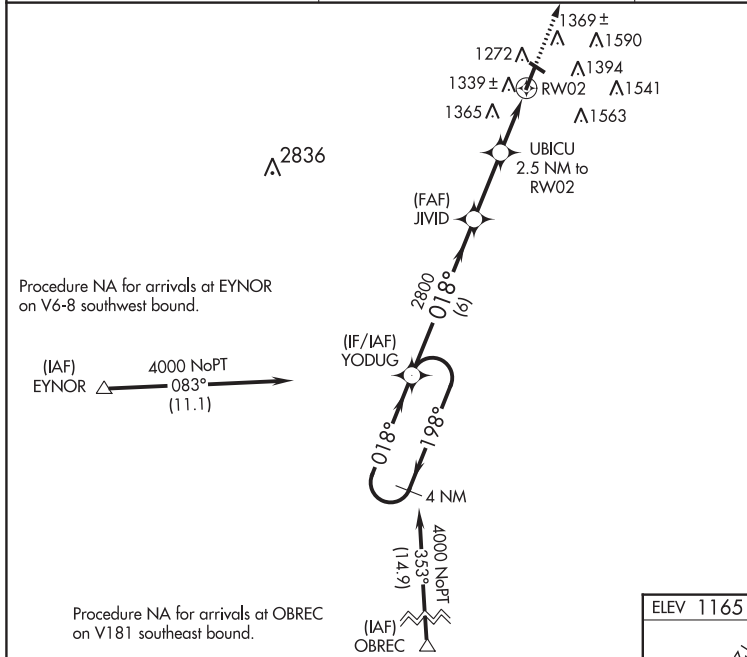 1369±
1590
1272
1394
1339±
RW02
1541
1365
1563
UBICU
2.5 NM to
RW02
2836
(FAF)
JIVID
Procedure NA for arrivals at EYNOR
on V6-8 southwest bound.
2800
018°
(6)
(IF/IAF)
YODUG
(IAF)
EYNOR
4000 NoPT
083°
(11.1)
018°
198°
4 NM
4000 NoPT
353°
(14.9)
Procedure NA for arrivals at OBREC
on V181 southeast bound.
(IAF)
OBREC
ELEV 1165